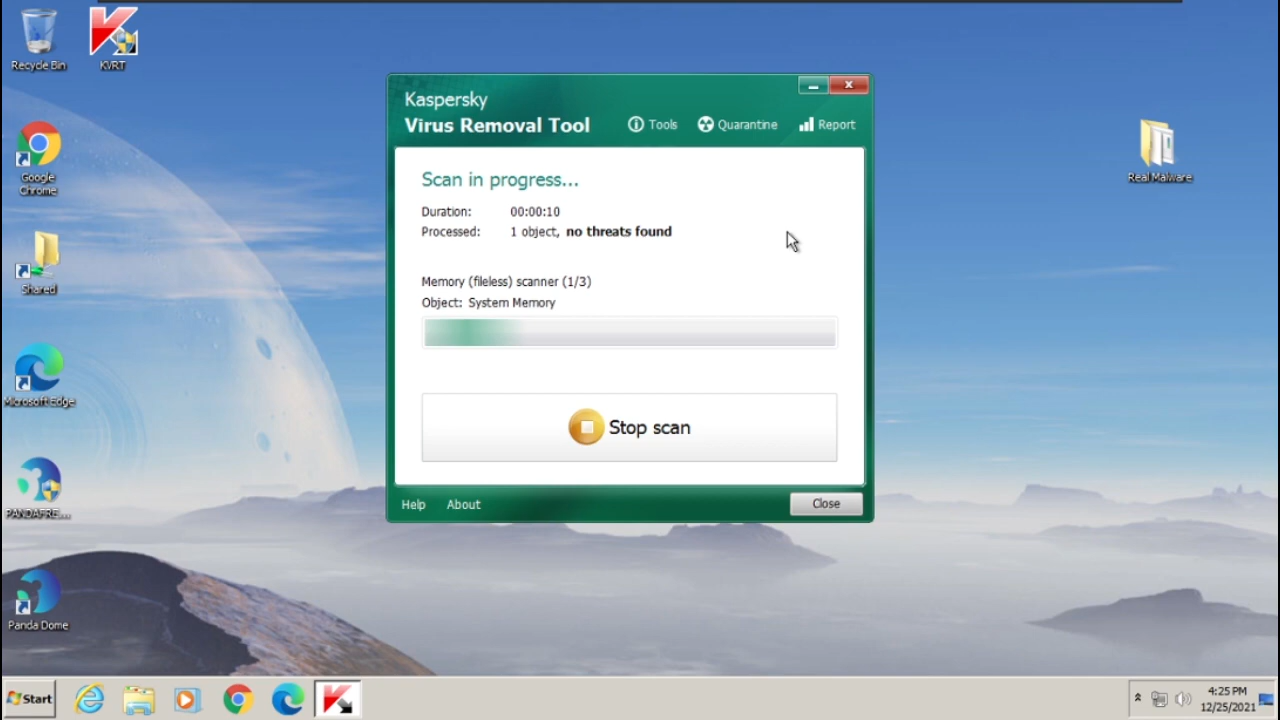 Recycle Bin
KVRT
Google
Chrome
Shared
Microsoft Edge
PANDAFRE...
Panda Dome
Real Malware
Kaspersky
Virus Removal Tool
Tools
Quarantine
Report
Scan in progress...
Duration: 00:00:10
Processed: 1 object, no threats found
Memory (fileless) scanner (1/3)
Object: System Memory
Stop scan
Help
About
Close
Start
4:25 PM
12/25/2021